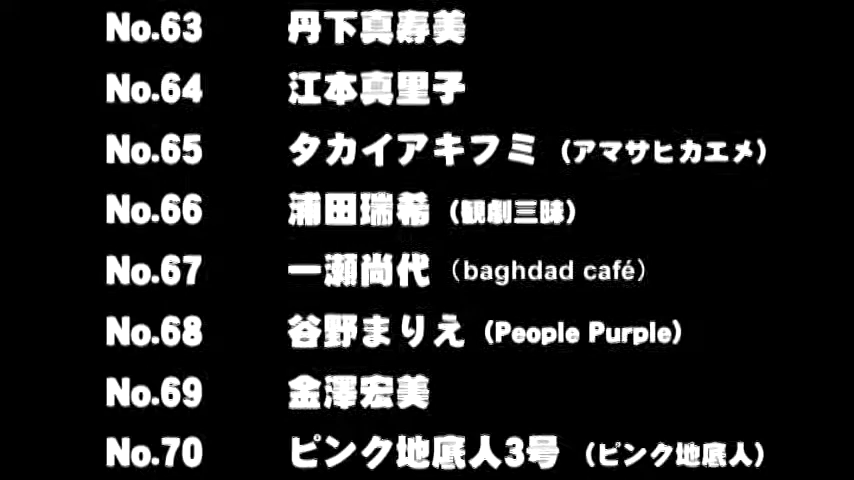 No.63 丹下真寿美
No.64 江本真里子
No.65 タカイアキフミ (アマサヒカエメ)
No.66 浦田瑞希 (観劇三昧)
No.67 一瀬尚代 (baghdad café)
No.68 谷野まりえ (People Purple)
No.69 金澤宏美
No.70 ピンク地底人3号 (ピンク地底人)